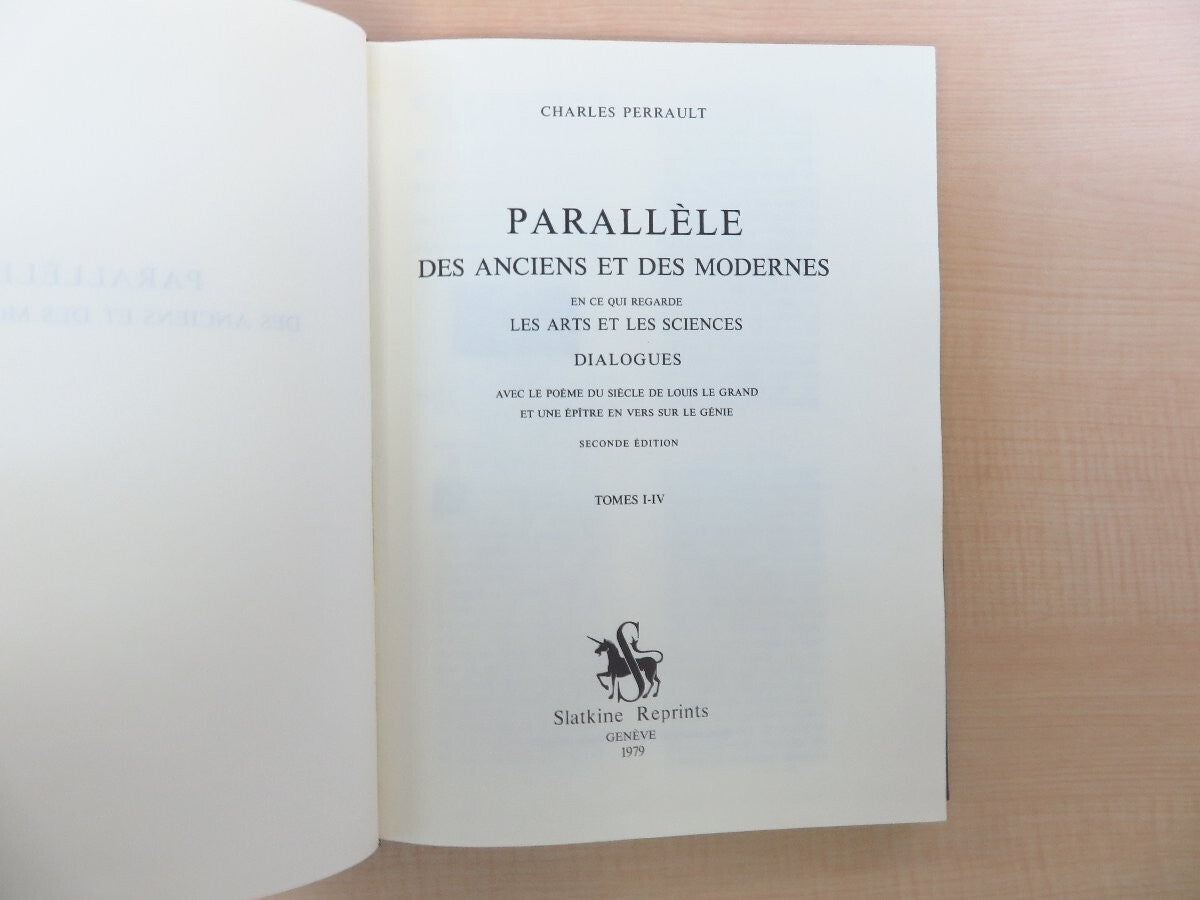 CHARLES PERRAULT
PARALLÈLE
DES ANCIENS ET DES MODERNES
EN CE QUI REGARDE
LES ARTS ET LES SCIENCES
DIALOGUES
AVEC LE POÈME DU SIÈCLE DE LOUIS LE GRAND
ET UNE ÉPÎTRE EN VERS SUR LE GÉNIE
SECONDE ÉDITION
TOMES I-IV
S
Slatkine Reprints
GENÈVE
1979